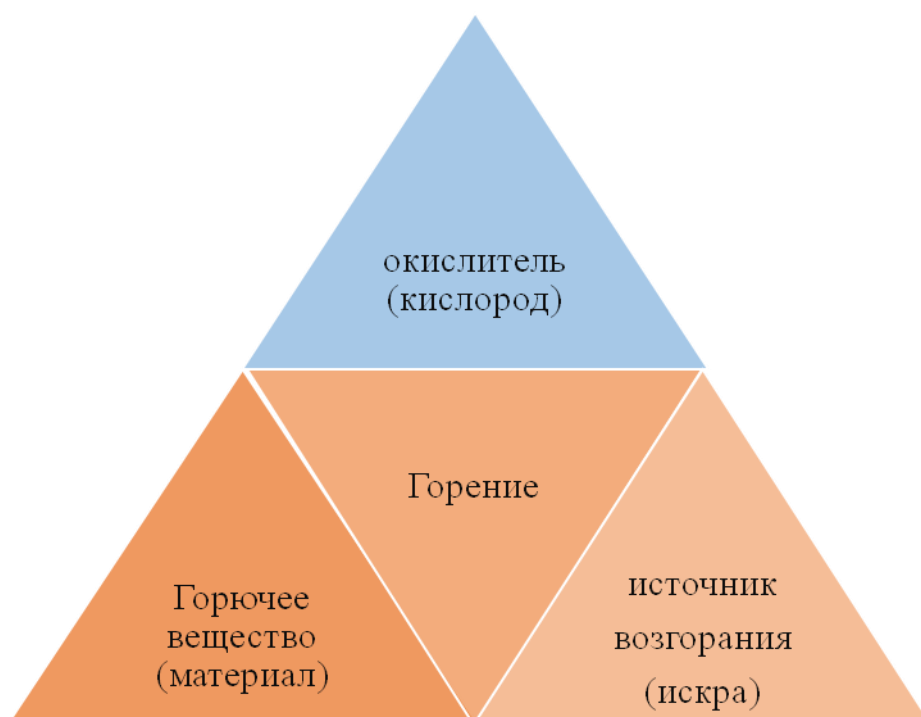 окислитель
(кислород)
Горение
Горючее
вещество
(материал)
источник
возгорания
(искра)